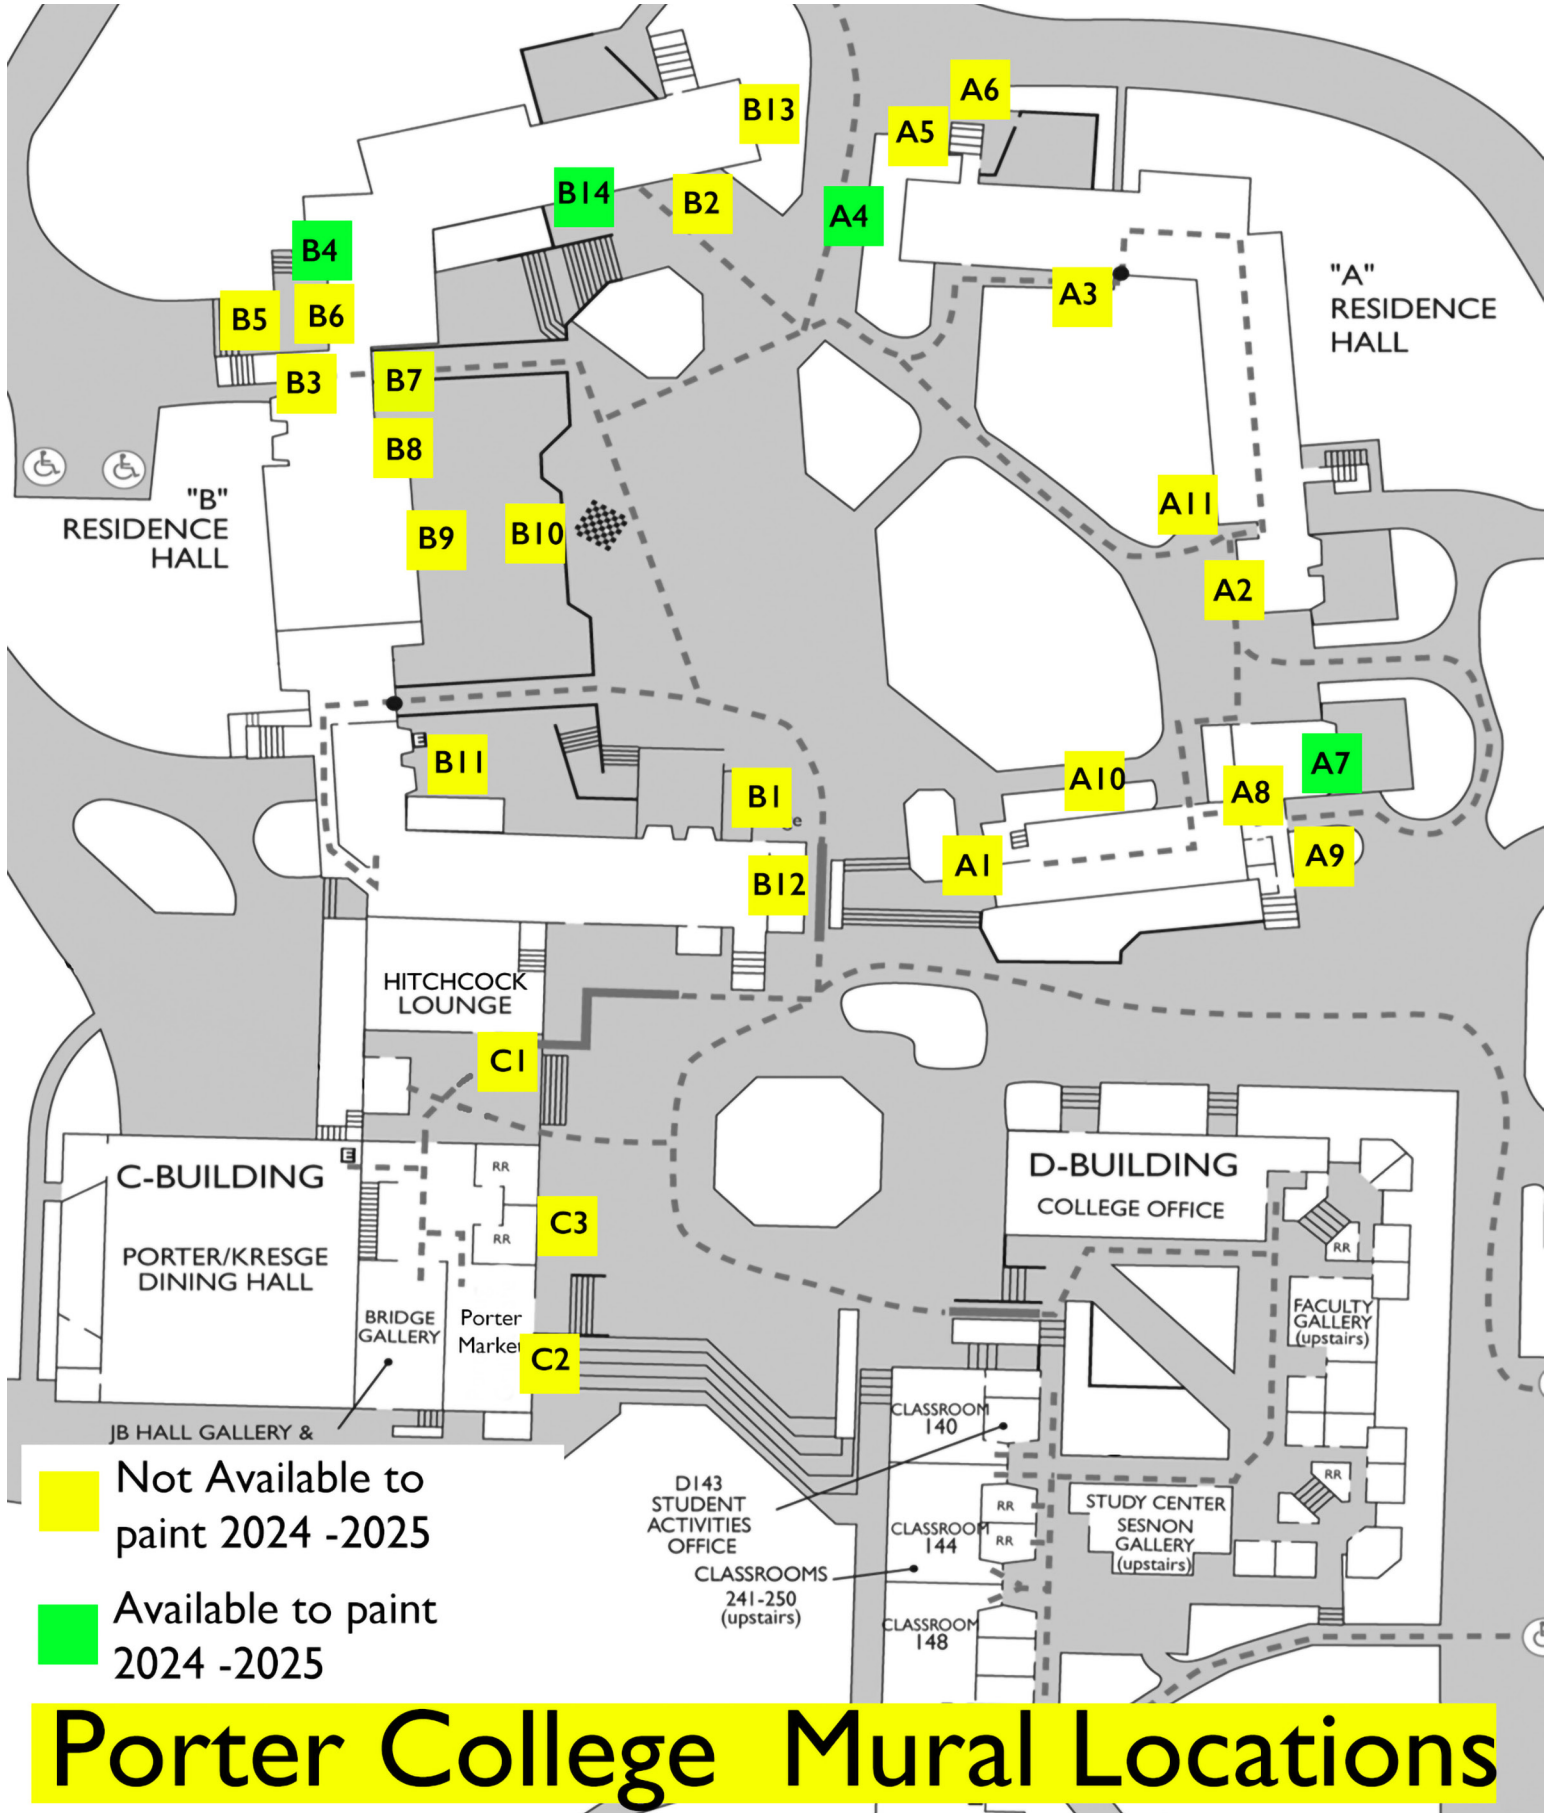 A6
B13
A5
B14
B2
A4
B4
"A"
RESIDENCE
HALL
A3
B5
B6
B3
B7
B8
"B"
RESIDENCE
HALL
A11
B9
B10
A2
B11
B1
A10
A8
A7
A1
A9
B12
HITCHCOCK
LOUNGE
C1
E
C-BUILDING
RR
D-BUILDING
COLLEGE OFFICE
C3
RR
RR
PORTER/KRESGE
DINING HALL
BRIDGE
GALLERY
Porter
Market
C2
FACULTY
GALLERY
(upstairs)
JB HALL GALLERY &
CLASSROOM
140
D143
STUDENT
ACTIVITIES
OFFICE
RR
RR
CLASSROOM
144
RR
STUDY CENTER
SESNON
GALLERY
(upstairs)
CLASSROOMS
241-250
(upstairs)
CLASSROOM
148
Not Available to
paint 2024 -2025
Available to paint
2024 -2025
Porter College Mural Locations